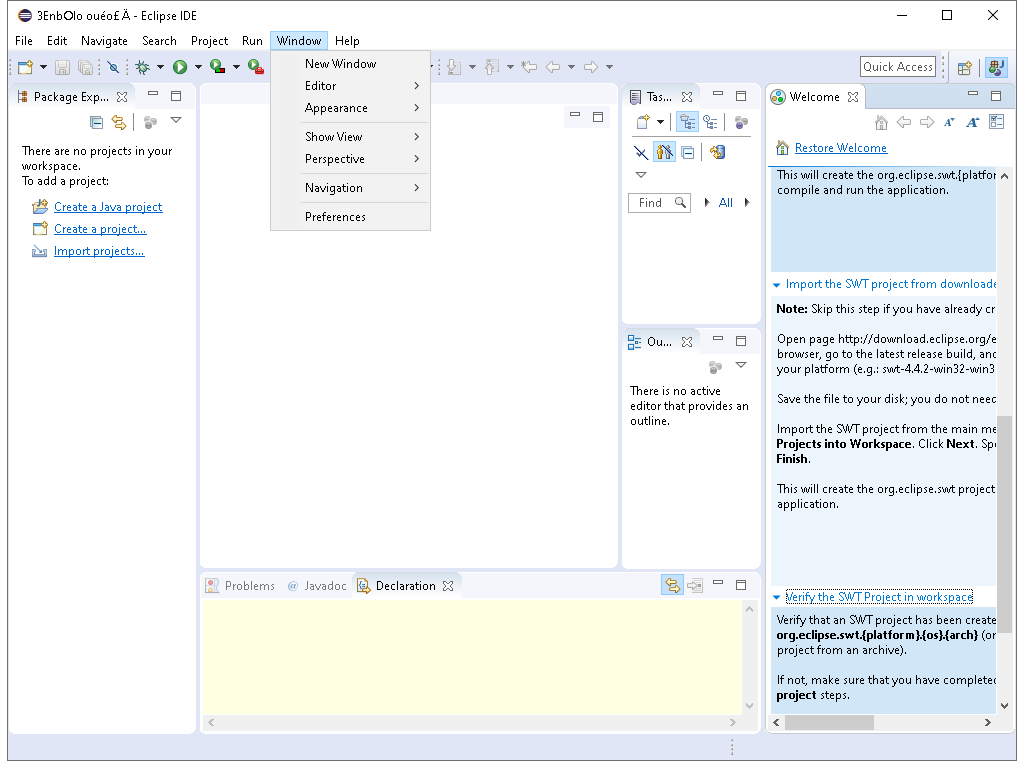 3EnbOlo ouéo£Ä - Eclipse IDE
File Edit Navigate Search Project Run Window Help
Quick Access
New Window
Editor
Appearance
Show View
Perspective
Navigation
Preferences
Package Exp...
There are no projects in your
workspace.
To add a project:
Create a Java project
Create a project...
Import projects...
Tas...
Find
All
Ou...
There is no active
editor that provides an
outline.
Welcome
Restore Welcome
This will create the org.eclipse.swt.{platfor
compile and run the application.
Import the SWT project from downloade
Note: Skip this step if you have already cr
Open page http://download.eclipse.org/e
browser, go to the latest release build, and
your platform (e.g.: swt-4.4.2-win32-win3
Save the file to your disk; you do not need
Import the SWT project from the main me
Projects into Workspace. Click Next. Spe
Finish.
This will create the org.eclipse.swt project
application.
Verify the SWT Project in workspace
Verify that an SWT project has been create
org.eclipse.swt.{platform}.{os}.{arch} (or
project from an archive).
If not, make sure that you have completed
project steps.
Problems @ Javadoc Declaration